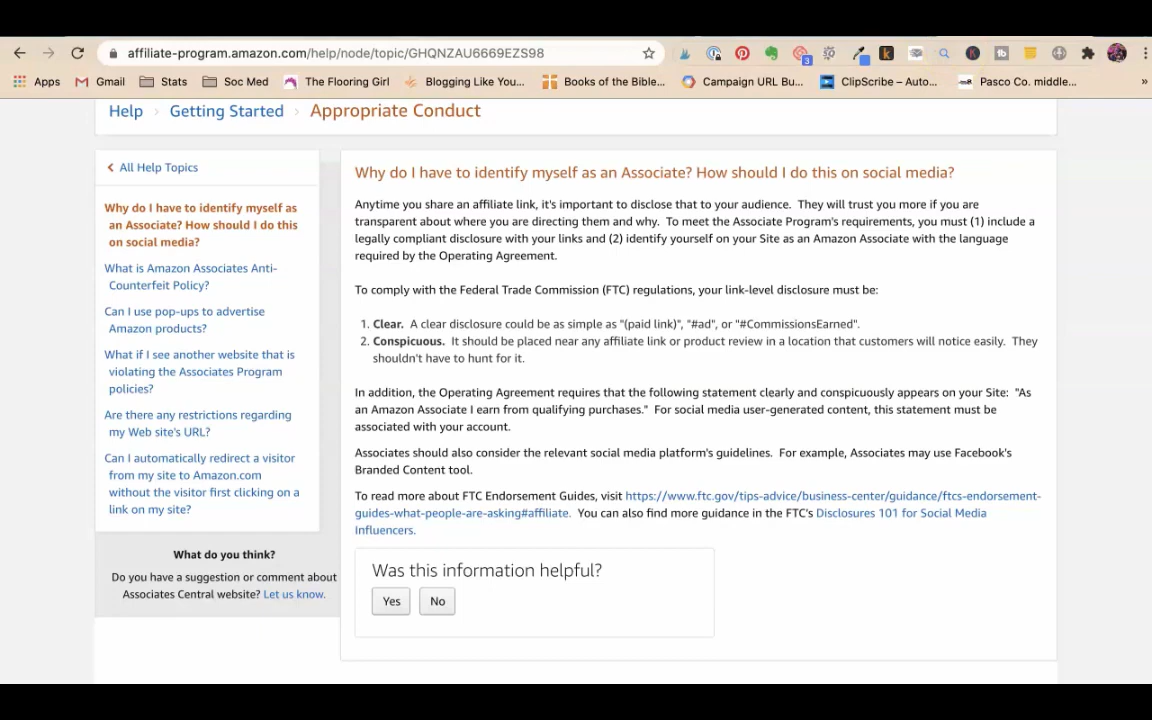 affiliate-program.amazon.com/help/node/topic/GHQNZAU6669EZS98
3
Apps Gmail Stats Soc Med The Flooring Girl Blogging Like You... Books of the Bible... Campaign URL Bu... ClipScribe – Auto... Pasco Co. middle... »
Help › Getting Started › Appropriate Conduct
All Help Topics
Why do I have to identify myself as
an Associate? How should I do this
on social media?
What is Amazon Associates Anti-
Counterfeit Policy?
Can I use pop-ups to advertise
Amazon products?
What if I see another website that is
violating the Associates Program
policies?
Are there any restrictions regarding
my Web site's URL?
Can I automatically redirect a visitor
from my site to Amazon.com
without the visitor first clicking on a
link on my site?
What do you think?
Do you have a suggestion or comment about
Associates Central website? Let us know.
Why do I have to identify myself as an Associate? How should I do this on social media?
Anytime you share an affiliate link, it's important to disclose that to your audience. They will trust you more if you are
transparent about where you are directing them and why. To meet the Associate Program's requirements, you must (1) include a
legally compliant disclosure with your links and (2) identify yourself on your Site as an Amazon Associate with the language
required by the Operating Agreement.
To comply with the Federal Trade Commission (FTC) regulations, your link-level disclosure must be:
1. Clear. A clear disclosure could be as simple as "(paid link)", "#ad", or "#CommissionsEarned".
2. Conspicuous. It should be placed near any affiliate link or product review in a location that customers will notice easily. They
shouldn't have to hunt for it.
In addition, the Operating Agreement requires that the following statement clearly and conspicuously appears on your Site: "As
an Amazon Associate I earn from qualifying purchases." For social media user-generated content, this statement must be
associated with your account.
Associates should also consider the relevant social media platform's guidelines. For example, Associates may use Facebook's
Branded Content tool.
To read more about FTC Endorsement Guides, visit https://www.ftc.gov/tips-advice/business-center/guidance/ftcs-endorsement-
guides-what-people-are-asking#affiliate. You can also find more guidance in the FTC's Disclosures 101 for Social Media
Influencers.
Was this information helpful?
Yes No